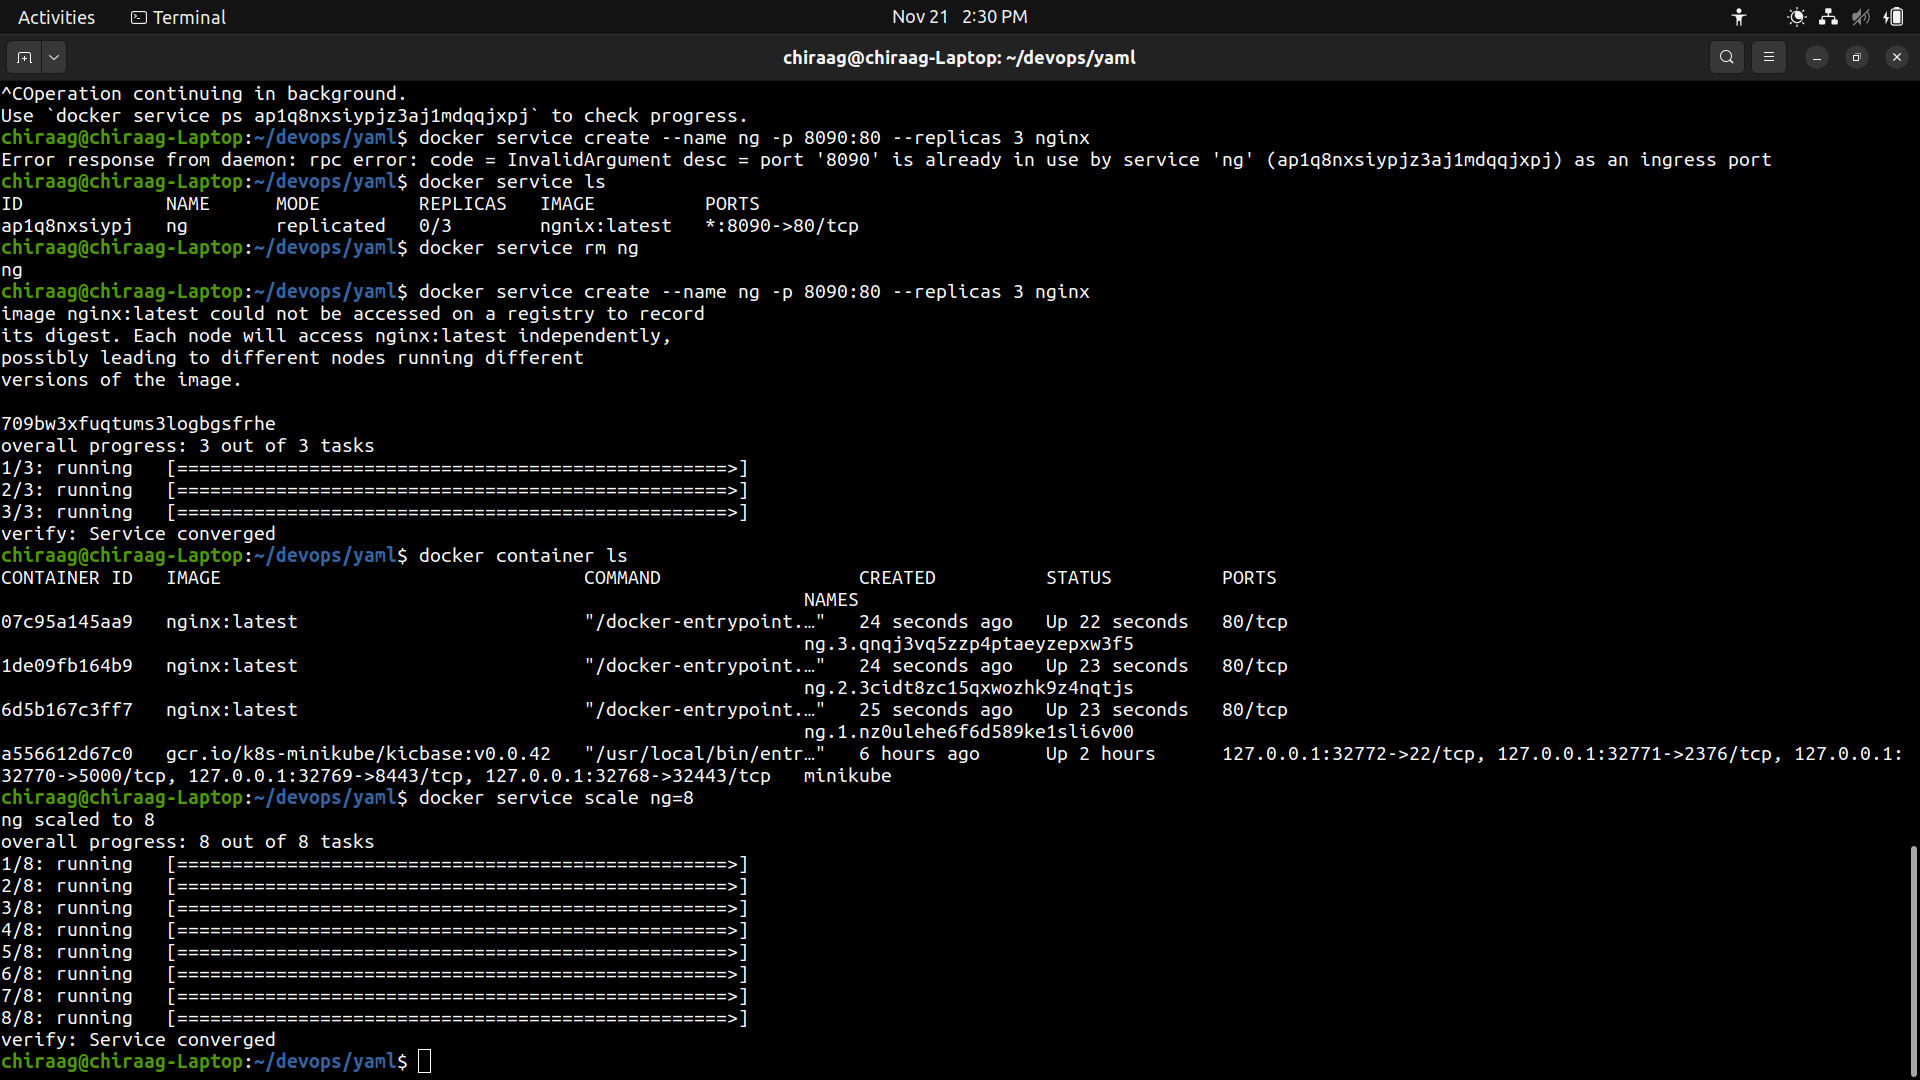 Activities
Terminal
Nov 21 2:30 PM
chiraag@chiraag-Laptop: ~/devops/yaml
^COperation continuing in background.
Use `docker service ps ap1q8nxsiypjz3aj1mdqqjxpj` to check progress.
chiraag@chiraag-Laptop:~/devops/yaml$ docker service create --name ng -p 8090:80 --replicas 3 nginx
Error response from daemon: rpc error: code = InvalidArgument desc = port '8090' is already in use by service 'ng' (ap1q8nxsiypjz3aj1mdqqjxpj) as an ingress port
chiraag@chiraag-Laptop:~/devops/yaml$ docker service ls
ID             NAME      MODE         REPLICAS   IMAGE          PORTS
ap1q8nxsiypj   ng        replicated   0/3        ngnix:latest   *:8090->80/tcp
chiraag@chiraag-Laptop:~/devops/yaml$ docker service rm ng
ng
chiraag@chiraag-Laptop:~/devops/yaml$ docker service create --name ng -p 8090:80 --replicas 3 nginx
image nginx:latest could not be accessed on a registry to record
its digest. Each node will access nginx:latest independently,
possibly leading to different nodes running different
versions of the image.
709bw3xfuqtums3logbgsfrhe
overall progress: 3 out of 3 tasks
1/3: running   [==================================================>]
2/3: running   [==================================================>]
3/3: running   [==================================================>]
verify: Service converged
chiraag@chiraag-Laptop:~/devops/yaml$ docker container ls
CONTAINER ID   IMAGE                                 COMMAND                  CREATED          STATUS          PORTS
NAMES
07c95a145aa9   nginx:latest                          "/docker-entrypoint.…"   24 seconds ago   Up 22 seconds   80/tcp
ng.3.qnqj3vq5zzp4ptaeyzepxw3f5
1de09fb164b9   nginx:latest                          "/docker-entrypoint.…"   24 seconds ago   Up 23 seconds   80/tcp
ng.2.3cidt8zc15qxwozhk9z4nqtjs
6d5b167c3ff7   nginx:latest                          "/docker-entrypoint.…"   25 seconds ago   Up 23 seconds   80/tcp
ng.1.nz0ulehe6f6d589ke1sli6v00
a556612d67c0   gcr.io/k8s-minikube/kicbase:v0.0.42   "/usr/local/bin/entr…"   6 hours ago      Up 2 hours      127.0.0.1:32772->22/tcp, 127.0.0.1:32771->2376/tcp, 127.0.0.1:
32770->5000/tcp, 127.0.0.1:32769->8443/tcp, 127.0.0.1:32768->32443/tcp   minikube
chiraag@chiraag-Laptop:~/devops/yaml$ docker service scale ng=8
ng scaled to 8
overall progress: 8 out of 8 tasks
1/8: running   [==================================================>]
2/8: running   [==================================================>]
3/8: running   [==================================================>]
4/8: running   [==================================================>]
5/8: running   [==================================================>]
6/8: running   [==================================================>]
7/8: running   [==================================================>]
8/8: running   [==================================================>]
verify: Service converged
chiraag@chiraag-Laptop:~/devops/yaml$